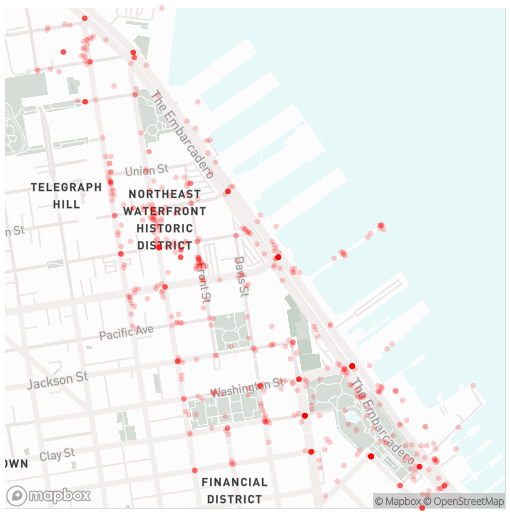 The Embarcadero
Union St
TELEGRAPH
HILL
NORTHEAST
WATERFRONT
HISTORIC
DISTRICT
n St
Front St
Davis St
Pacific Ave
Jackson St
Washington St
The Embarcadero
Clay St
OWN
FINANCIAL
DISTRICT
mapbox
© Mapbox © OpenStreetMap